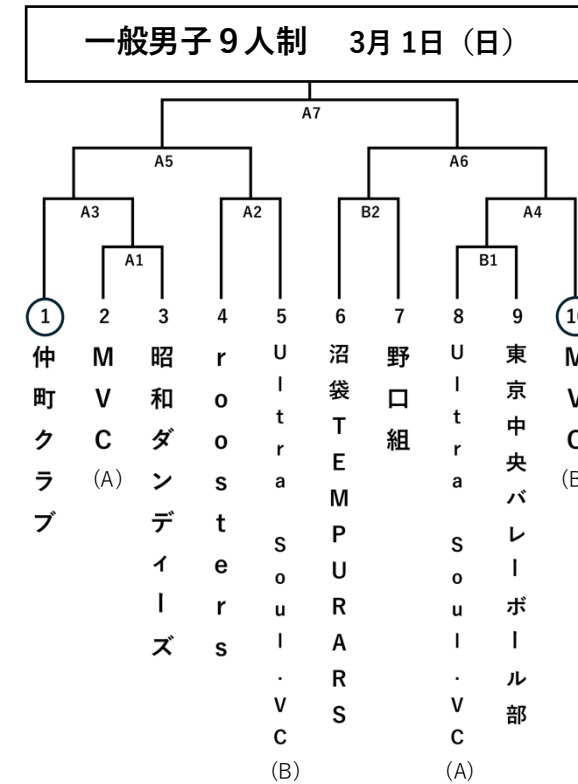 一般男子９人制　3月 1日（日）
A7
A5
A6
A3
A2
B2
A4
A1
B1
1
2
3
4
5
6
7
8
9
仲町クラブ
MVC（A）
昭和ダンディーズ
roosters
Ultra Soul.VC（B）
沼袋TEMPURARS
野口組
Ultra Soul.VC（A）
東京中央バレーボール部